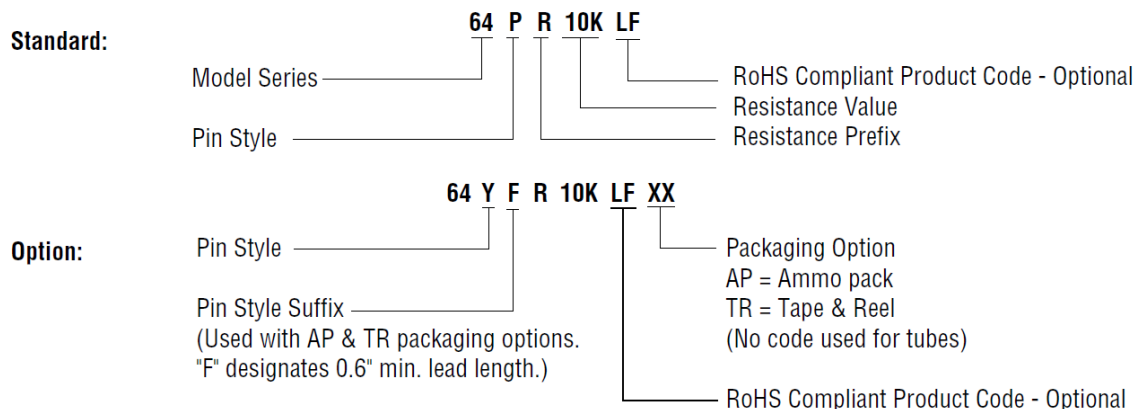 64 P R 10K LF
Standard:
Model Series
RoHS Compliant Product Code - Optional
Resistance Value
Pin Style
Resistance Prefix
64 Y F R 10K LF XX
Option:
Pin Style
Packaging Option
AP = Ammo pack
TR = Tape & Reel
(No code used for tubes)
Pin Style Suffix
(Used with AP & TR packaging options.
"F" designates 0.6" min. lead length.)
RoHS Compliant Product Code - Optional